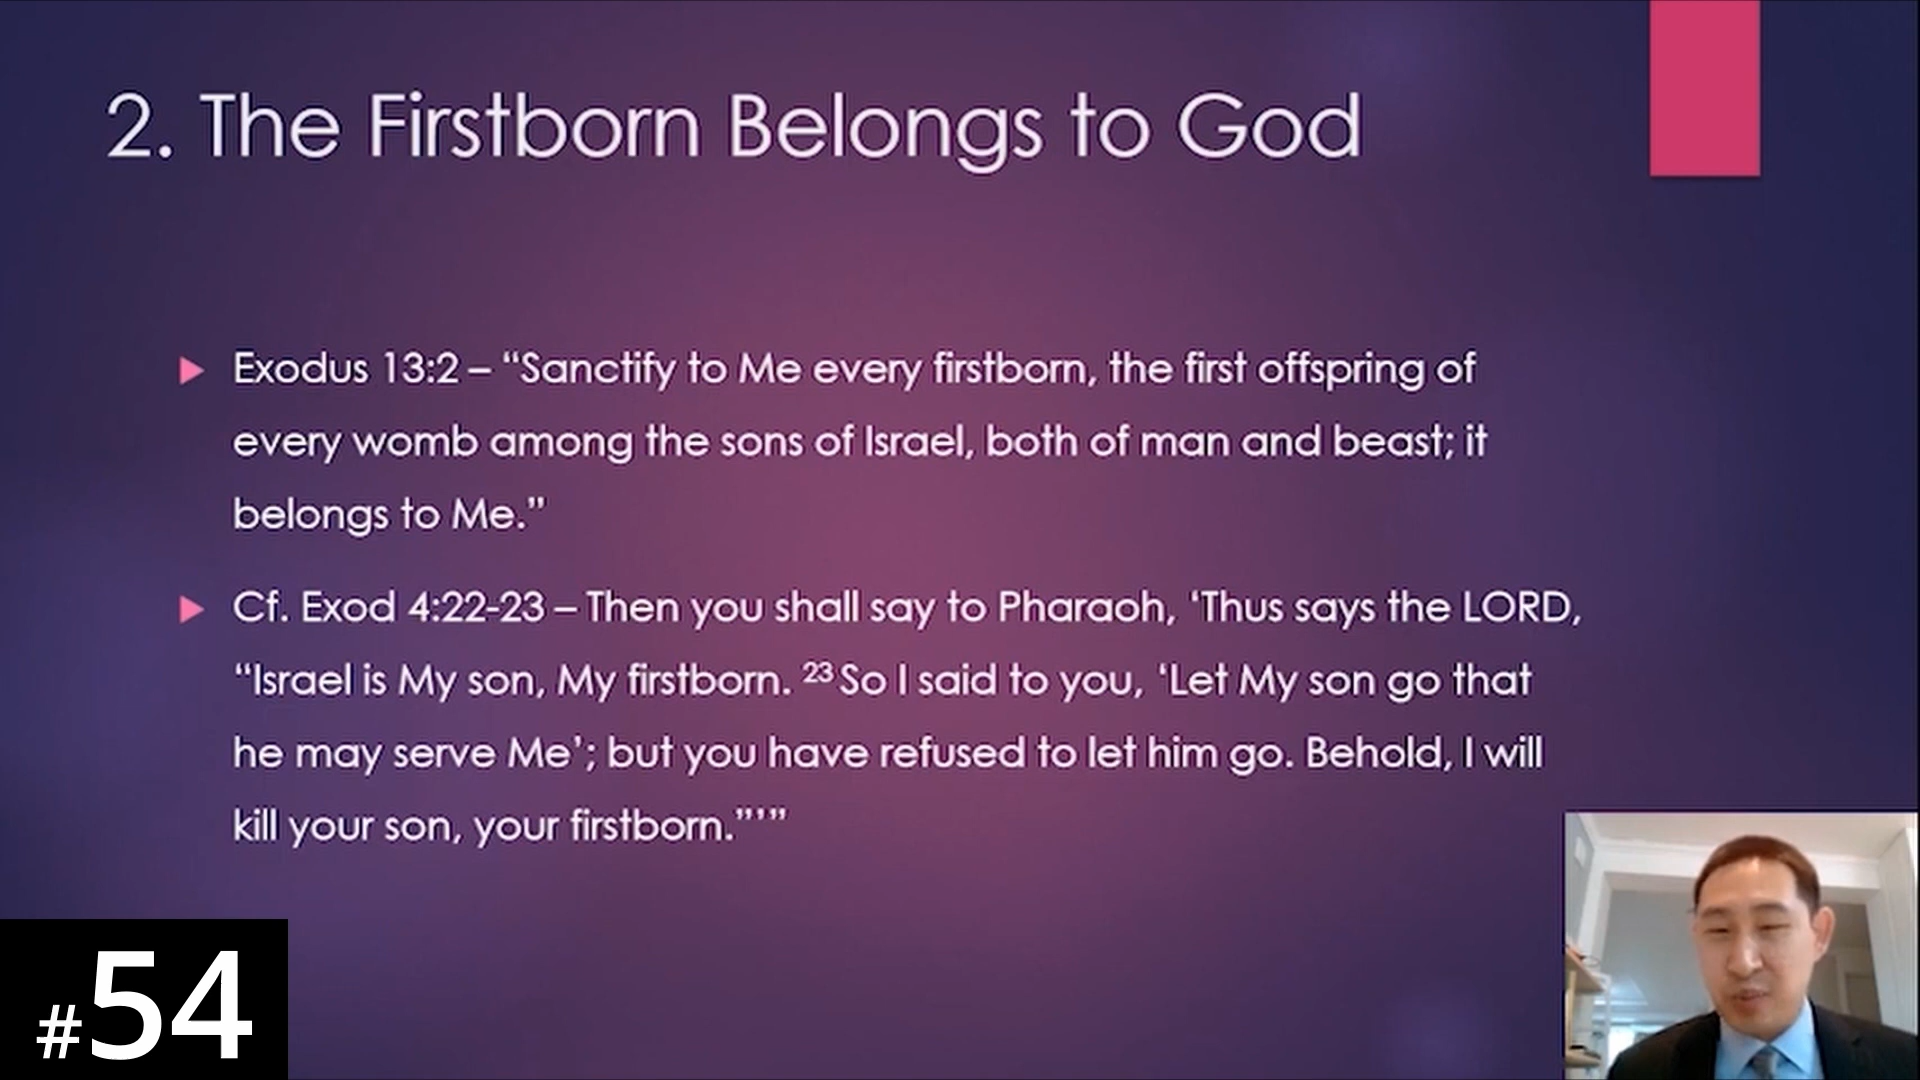 2. The Firstborn Belongs to God
Exodus 13:2 – “Sanctify to Me every firstborn, the first offspring of
every womb among the sons of Israel, both of man and beast; it
belongs to Me.”
Cf. Exod 4:22-23 – Then you shall say to Pharaoh, ‘Thus says the LORD,
“Israel is My son, My firstborn. ²³ So I said to you, ‘Let My son go that
he may serve Me’; but you have refused to let him go. Behold, I will
kill your son, your firstborn.”’”
#54